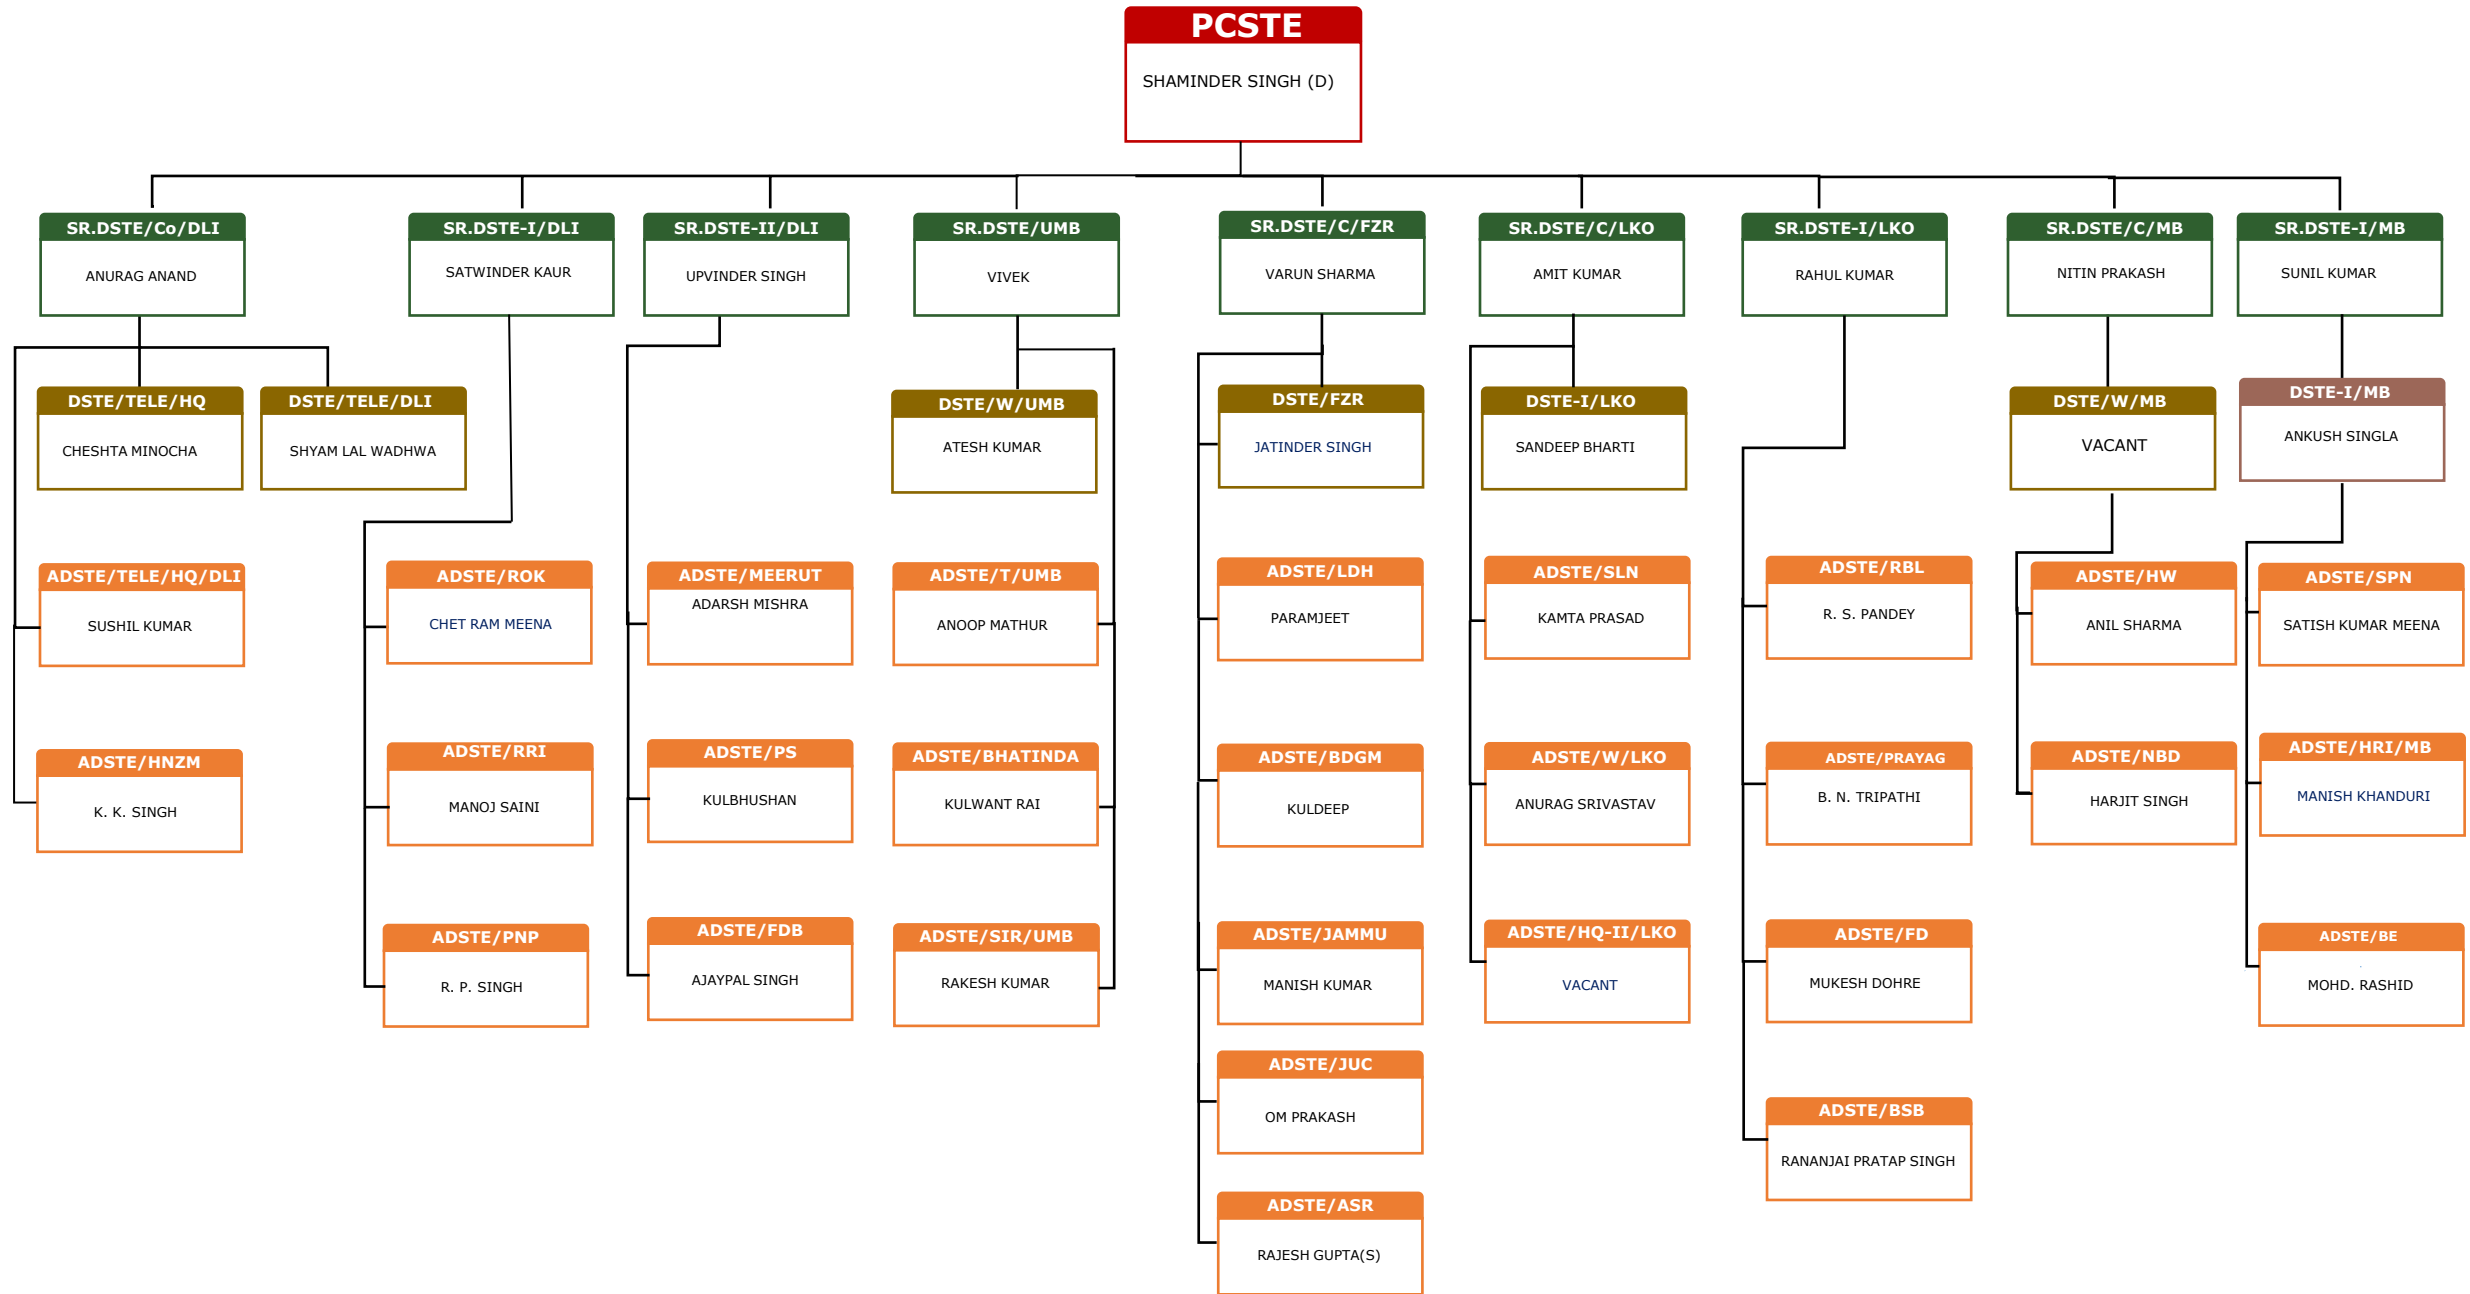 PCSTE
SHAMINDER SINGH (D)
SR.DSTE/Co/DLI
ANURAG ANAND
SR.DSTE-I/DLI
SATWINDER KAUR
SR.DSTE-II/DLI
UPVINDER SINGH
SR.DSTE/UMB
VIVEK
SR.DSTE/C/FZR
VARUN SHARMA
SR.DSTE/C/LKO
AMIT KUMAR
SR.DSTE-I/LKO
RAHUL KUMAR
SR.DSTE/C/MB
NITIN PRAKASH
SR.DSTE-I/MB
SUNIL KUMAR
DSTE/TELE/HQ
CHESHTA MINOCHA
DSTE/TELE/DLI
SHYAM LAL WADHWA
DSTE/W/UMB
ATESH KUMAR
DSTE/FZR
JATINDER SINGH
DSTE-I/LKO
SANDEEP BHARTI
DSTE/W/MB
VACANT
DSTE-I/MB
ANKUSH SINGLA
ADSTE/TELE/HQ/DLI
SUSHIL KUMAR
ADSTE/ROK
CHET RAM MEENA
ADSTE/MEERUT
ADARSH MISHRA
ADSTE/T/UMB
ANOOP MATHUR
ADSTE/LDH
PARAMJEET
ADSTE/SLN
KAMTA PRASAD
ADSTE/RBL
R. S. PANDEY
ADSTE/HW
ANIL SHARMA
ADSTE/SPN
SATISH KUMAR MEENA
ADSTE/HNZM
K. K. SINGH
ADSTE/RRI
MANOJ SAINI
ADSTE/PS
KULBHUSHAN
ADSTE/BHATINDA
KULWANT RAI
ADSTE/BDGM
KULDEEP
ADSTE/W/LKO
ANURAG SRIVASTAV
ADSTE/PRAYAG
B. N. TRIPATHI
ADSTE/NBD
HARJIT SINGH
ADSTE/HRI/MB
MANISH KHANDURI
ADSTE/PNP
R. P. SINGH
ADSTE/FDB
AJAYPAL SINGH
ADSTE/SIR/UMB
RAKESH KUMAR
ADSTE/JAMMU
MANISH KUMAR
ADSTE/HQ-II/LKO
VACANT
ADSTE/FD
MUKESH DOHRE
ADSTE/BE
MOHD. RASHID
ADSTE/JUC
OM PRAKASH
ADSTE/BSB
RANANJAI PRATAP SINGH
ADSTE/ASR
RAJESH GUPTA(S)